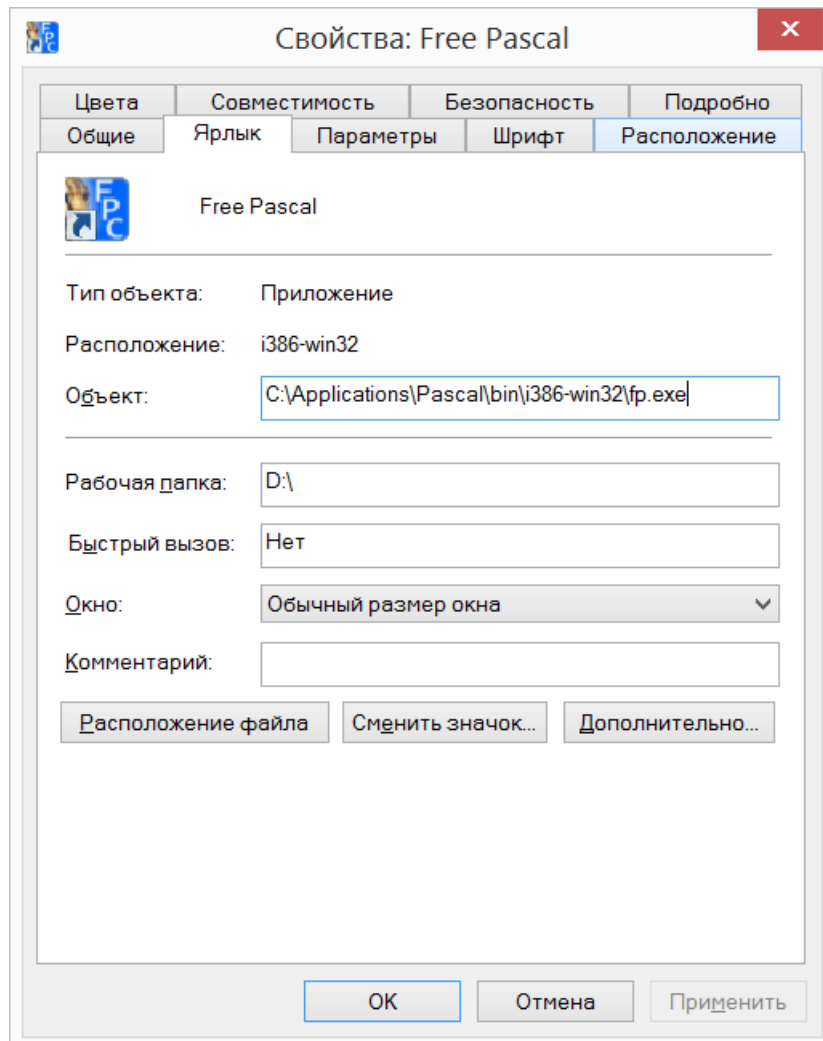 Свойства: Free Pascal
Цвета Совместимость Безопасность Подробно
Общие Ярлык Параметры Шрифт Расположение
FPC
Free Pascal
Тип объекта: Приложение
Расположение: i386-win32
Объект: C:\Applications\Pascal\bin\i386-win32\fp.exe
Рабочая папка: D:\
Быстрый вызов: Нет
Окно: Обычный размер окна
Комментарий:
Расположение файла Сменить значок... Дополнительно...
OK Отмена Применить